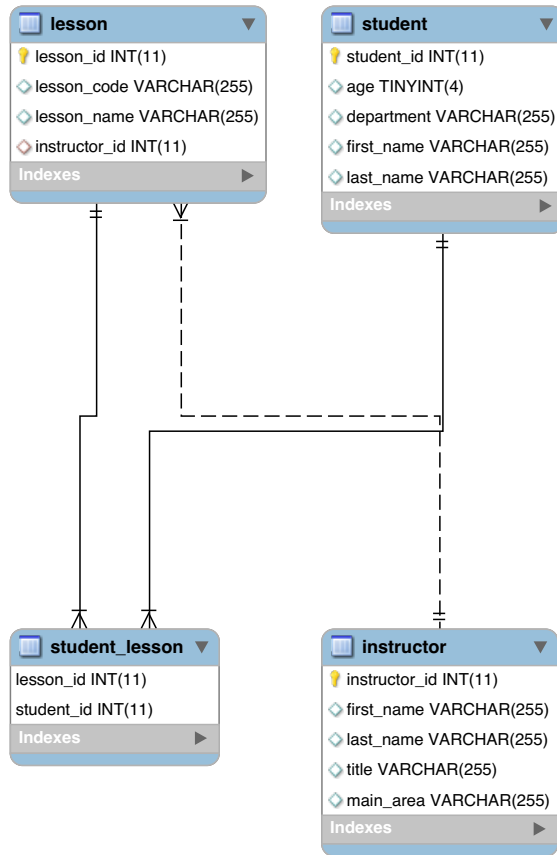 lesson
lesson_id INT(11)
lesson_code VARCHAR(255)
lesson_name VARCHAR(255)
instructor_id INT(11)
Indexes
student
student_id INT(11)
age TINYINT(4)
department VARCHAR(255)
first_name VARCHAR(255)
last_name VARCHAR(255)
Indexes
student_lesson
lesson_id INT(11)
student_id INT(11)
Indexes
instructor
instructor_id INT(11)
first_name VARCHAR(255)
last_name VARCHAR(255)
title VARCHAR(255)
main_area VARCHAR(255)
Indexes